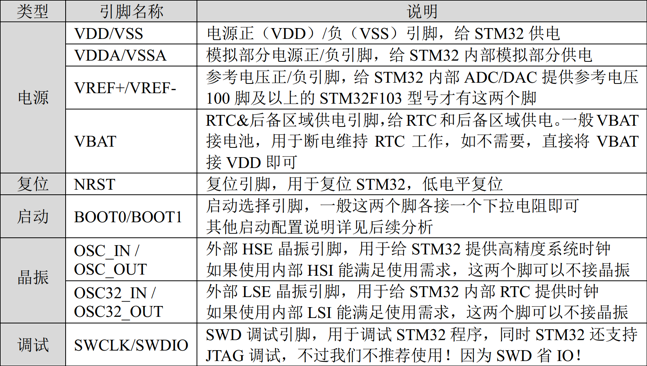 类型 引脚名称 说明
电源 VDD/VSS 电源正（VDD）/负（VSS）引脚，给 STM32 供电
VDDA/VSSA 模拟部分电源正/负引脚，给 STM32 内部模拟部分供电
VREF+/VREF- 参考电压正/负引脚，给 STM32 内部 ADC/DAC 提供参考电压
100 脚及以上的 STM32F103 型号才有这两个脚
VBAT RTC&后备区域供电引脚，给 RTC 和后备区域供电。一般 VBAT
接电池，用于断电维持 RTC 工作，如不需要，直接将 VBAT
接 VDD 即可
复位 NRST 复位引脚，用于复位 STM32，低电平复位
启动 BOOT0/BOOT1 启动选择引脚，一般这两个脚各接一个下拉电阻即可
其他启动配置说明详见后续分析
晶振 OSC_IN / 外部 HSE 晶振引脚，用于给 STM32 提供高精度系统时钟
OSC_OUT 如果使用内部 HSI 能满足使用需求，这两个脚可以不接晶振
OSC32_IN / 外部 LSE 晶振引脚，用于给 STM32 内部 RTC 提供时钟
OSC32_OUT 如果使用内部 LSI 能满足使用需求，这两个脚可以不接晶振
调试 SWCLK/SWDIO SWD 调试引脚，用于调试 STM32 程序，同时 STM32 还支持
JTAG 调试，不过我们不推荐使用！因为 SWD 省 IO！